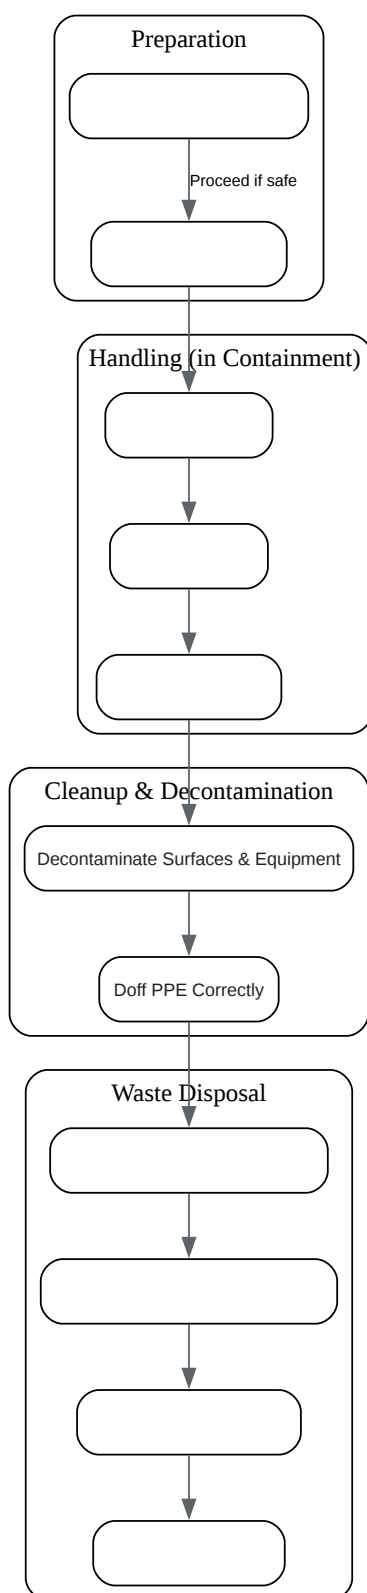 Preparation
Proceed if safe
Handling (in Containment)
Cleanup & Decontamination
Decontaminate Surfaces & Equipment
Doff PPE Correctly
Waste Disposal